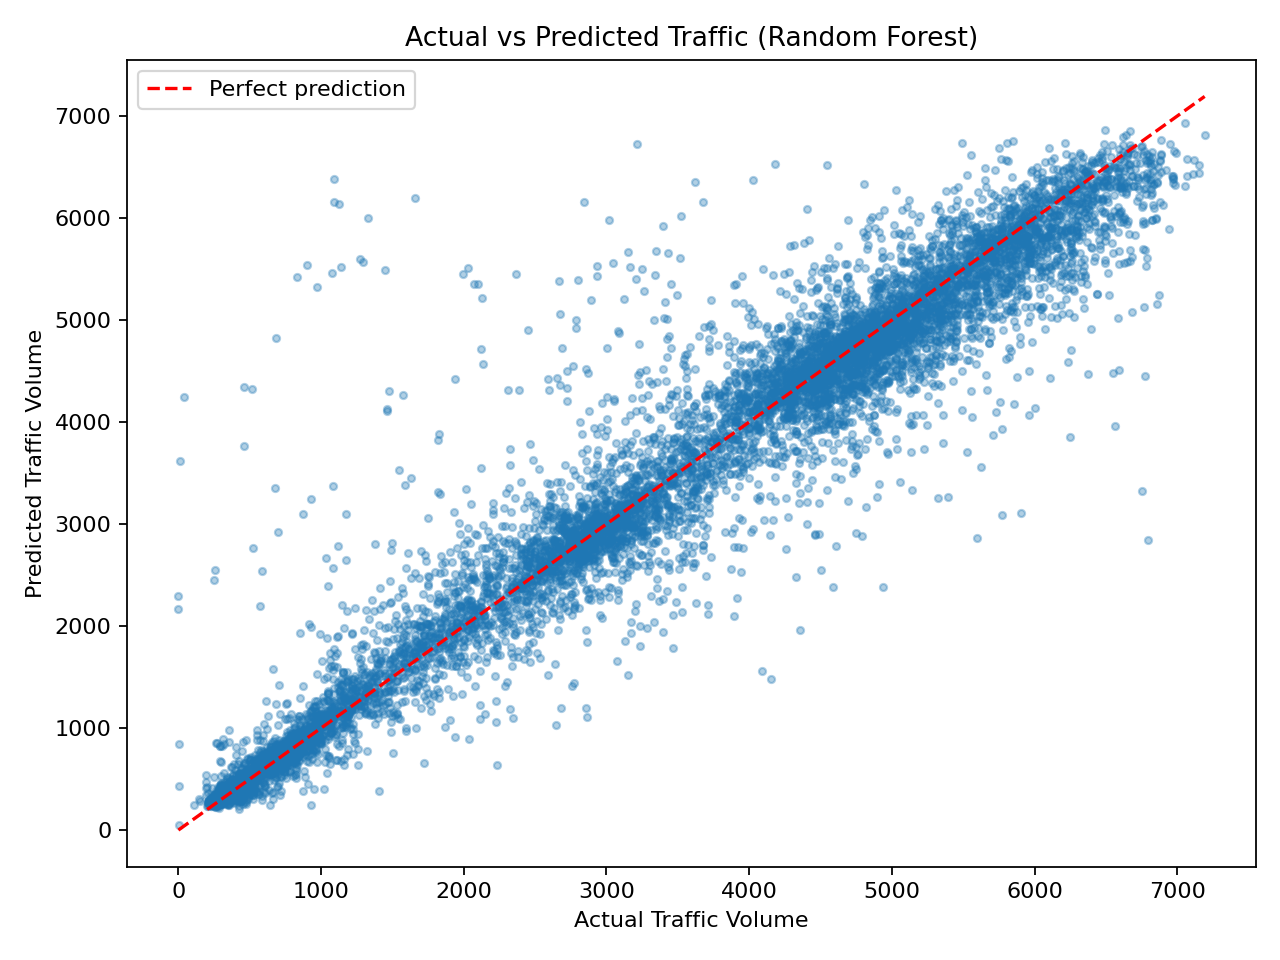 Actual vs Predicted Traffic (Random Forest)
Perfect prediction
Predicted Traffic Volume
7000
6000
5000
4000
3000
2000
1000
0
0 1000 2000 3000 4000 5000 6000 7000
Actual Traffic Volume